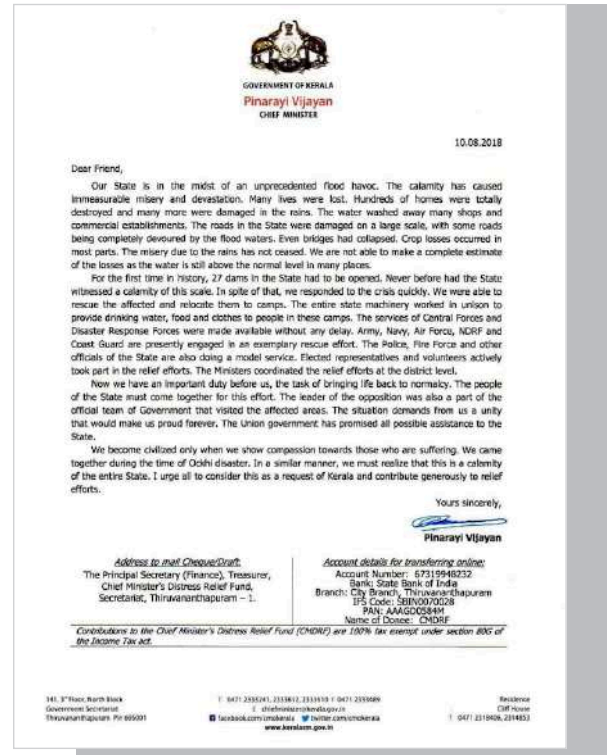 GOVERNMENT OF KERALA
Pinarayi Vijayan
CHIEF MINISTER
10.08.2018
Dear Friend,
Our State is in the midst of an unprecedented flood havoc. The calamity has caused
immeasurable misery and devastation. Many lives were lost. Hundreds of homes were totally
destroyed and many more were damaged in the rains. The water washed away many shops and
commercial establishments. The roads in the State were damaged on a large scale, with some roads
being completely devoured by the flood waters. Even bridges had collapsed. Crop losses occurred in
most parts. The misery due to the rains has not ceased. We are not able to make a complete estimate
of the losses as the water is still above the normal level in many places.
For the first time in history, 27 dams in the State had to be opened. Never before had the State
witnessed a calamity of this scale. In spite of that, we responded to the crisis quickly. We were able to
rescue the affected and relocate them to camps. The entire state machinery worked in unison to
provide drinking water, food and clothes to people in these camps. The services of Central Forces and
Disaster Response Forces were made available without any delay. Army, Navy, Air Force, NDRF and
Coast Guard are presently engaged in an exemplary rescue effort. The Police, Fire Force and other
officials of the State are also doing a model service. Elected representatives and volunteers actively
took part in the relief efforts. The Ministers coordinated the relief efforts at the district level.
Now we have an important duty before us, the task of bringing life back to normalcy. The people
of the State must come together for this effort. The leader of the opposition was also a part of the
official team of Government that visited the affected areas. The situation demands from us a unity
that would make us proud forever. The Union government has promised all possible assistance to the
State.
We become civilized only when we show compassion towards those who are suffering. We came
together during the time of Ockhi disaster. In a similar manner, we must realize that this is a calamity
of the entire State. I urge all to consider this as a request of Kerala and contribute generously to relief
efforts.
Yours sincerely,
Pinarayi Vijayan
Address to mail Cheque/Draft:
The Principal Secretary (Finance), Treasurer,
Chief Minister's Distress Relief Fund,
Secretariat, Thiruvananthapuram – 1.
Account details for transferring online:
Account Number: 67319948232
Bank: State Bank of India
Branch: City Branch, Thiruvananthapuram
IFS Code: SBIN0070028
PAN: AAAGD0584M
Name of Donee: CMDRF
Contributions to the Chief Minister's Distress Relief Fund (CMDRF) are 100% tax exempt under section 80G of
the Income Tax act.
141, 3rd Floor, North Block
Government Secretariat
Thiruvananthapuram Pin 695001
T 0471 2333241, 2333812, 2333610 F 0471 2333489
E chiefminister@kerala.gov.in
facebook.com/cmokerala twitter.com/cmokerala
www.keralacm.gov.in
Residence
Cliff House
T 0471 2318406, 2314853